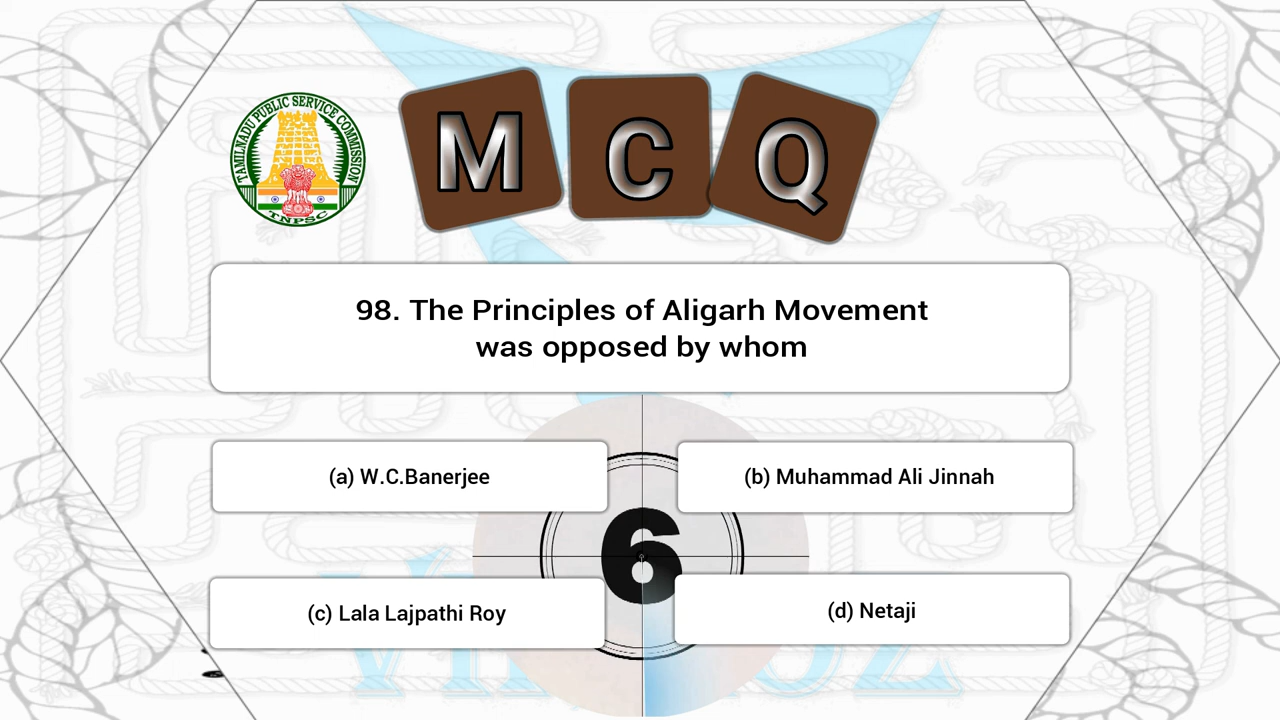 TAMILNADU PUBLIC SERVICE COMMISSION
TNPSC
M C Q
98. The Principles of Aligarh Movement
was opposed by whom
(a) W.C.Banerjee
(b) Muhammad Ali Jinnah
6
(c) Lala Lajpathi Roy
(d) Netaji